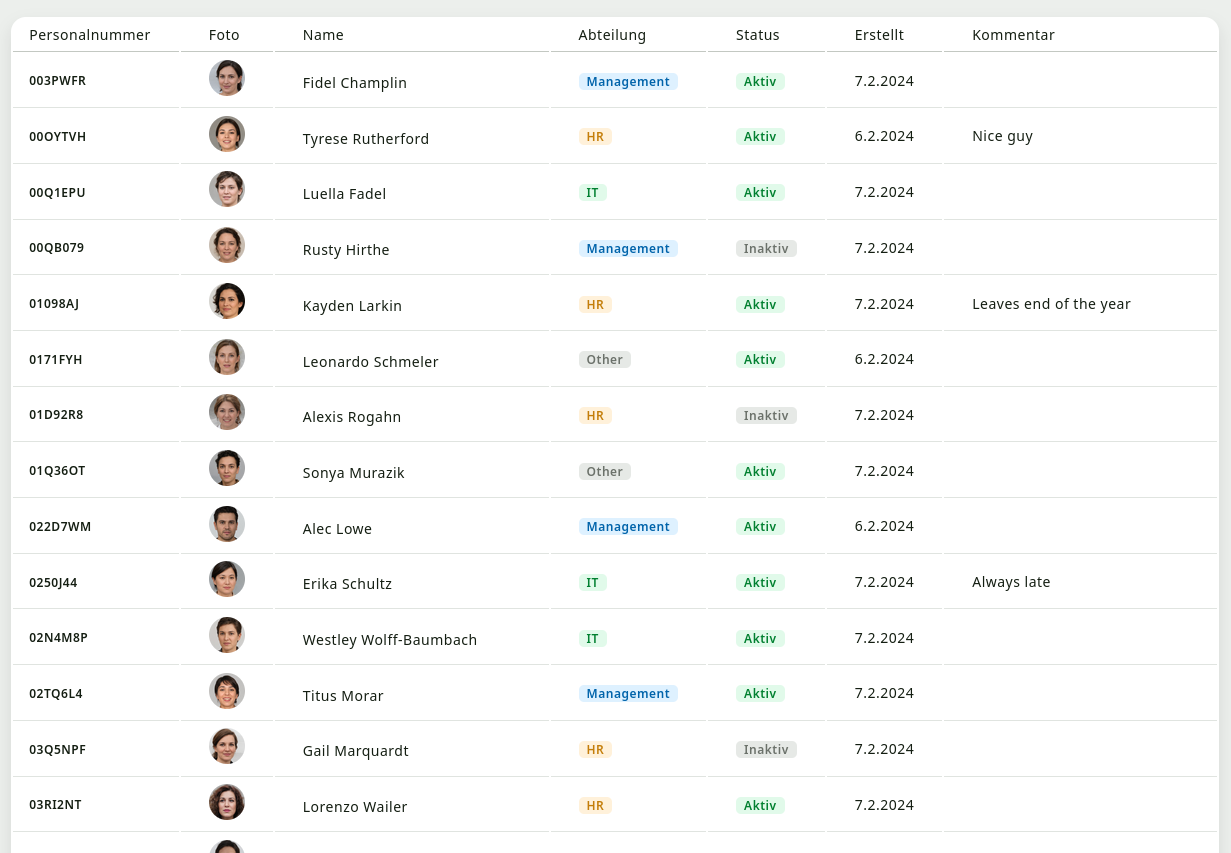 Personalnummer Foto Name Abteilung Status Erstellt Kommentar
003PWFR Fidel Champlin Management Aktiv 7.2.2024
00OYTVH Tyrese Rutherford HR Aktiv 6.2.2024 Nice guy
00Q1EPU Luella Fadel IT Aktiv 7.2.2024
00QB079 Rusty Hirthe Management Inaktiv 7.2.2024
01098AJ Kayden Larkin HR Aktiv 7.2.2024 Leaves end of the year
0171FYH Leonardo Schmeler Other Aktiv 6.2.2024
01D92R8 Alexis Rogahn HR Inaktiv 7.2.2024
01Q36OT Sonya Murazik Other Aktiv 7.2.2024
022D7WM Alec Lowe Management Aktiv 6.2.2024
0250J44 Erika Schultz IT Aktiv 7.2.2024 Always late
02N4M8P Westley Wolff-Baumbach IT Aktiv 7.2.2024
02TQ6L4 Titus Morar Management Aktiv 7.2.2024
03Q5NPF Gail Marquardt HR Inaktiv 7.2.2024
03RI2NT Lorenzo Wailer HR Aktiv 7.2.2024